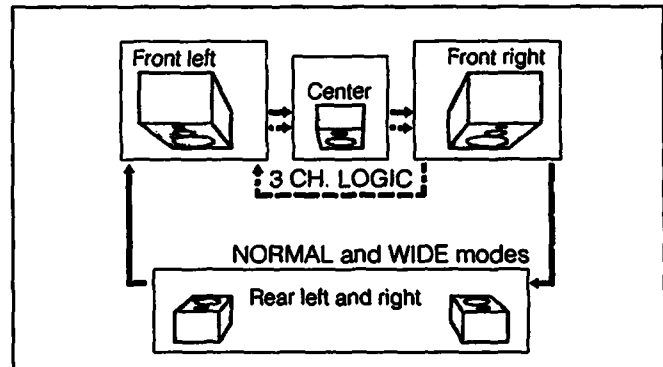 Front left
Front right
Center
3 CH. LOGIC
NORMAL and WIDE modes
Rear left and right